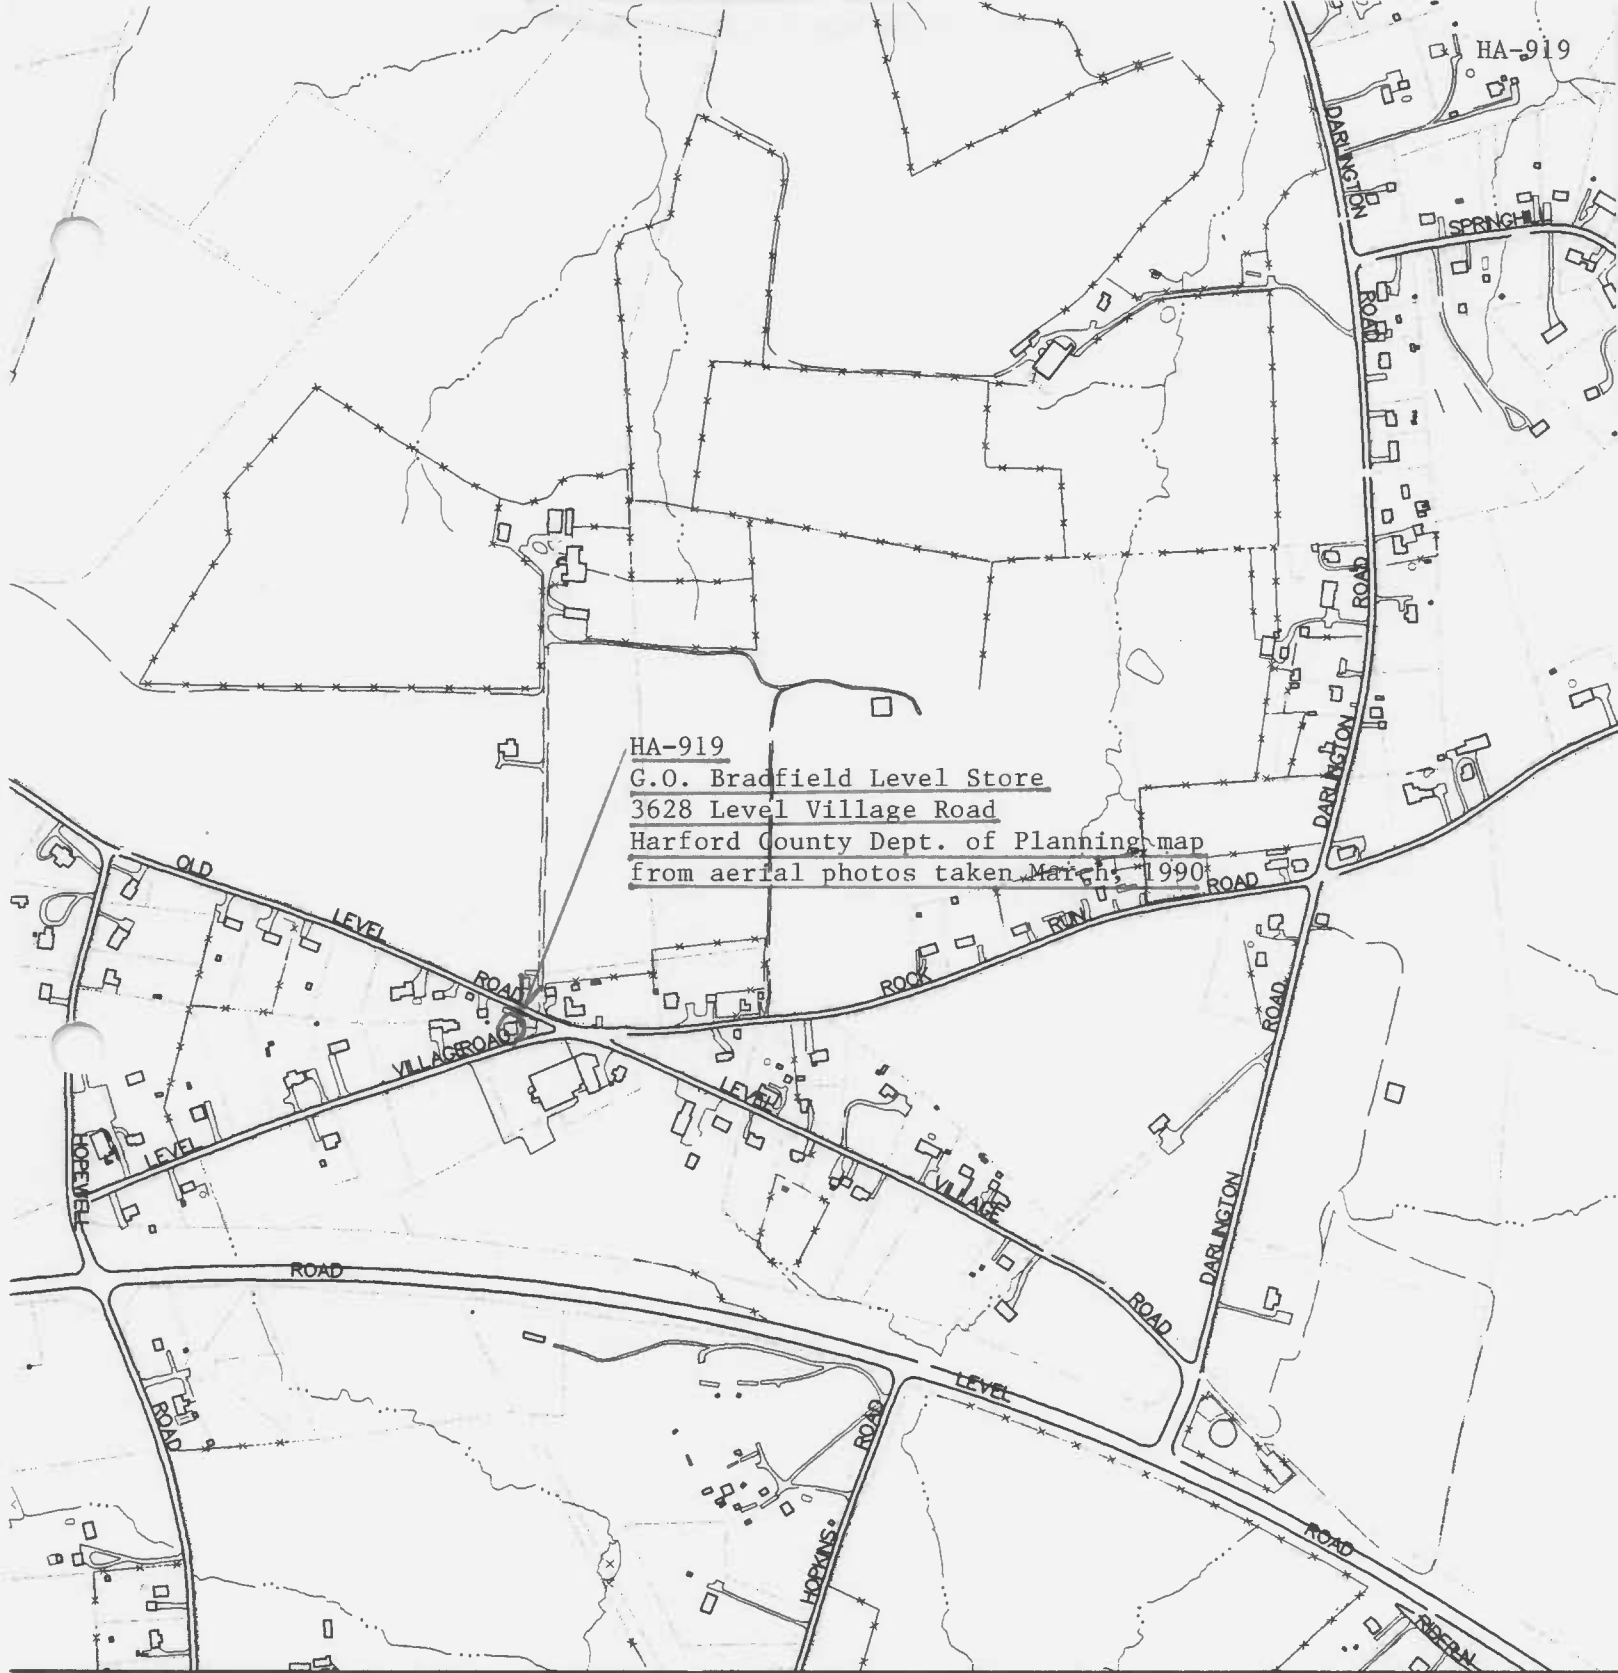 HA-919
DARLINGTON
SPRINGHILL
ROAD
ROAD
HA-919
G.O. Bradfield Level Store
3628 Level Village Road
Harford County Dept. of Planning map
from aerial photos taken March, 1990
DARLINGTON
OLD
LEVEL
ROAD
ROCK
RUN
ROAD
VILLAGE ROAD
LEVEL
HOPEWELL
LEVEL
VILLAGE
ROAD
ROAD
DARLINGTON
ROAD
ROAD
LEVEL
ROAD
ROAD
HOPKINS
ROAD